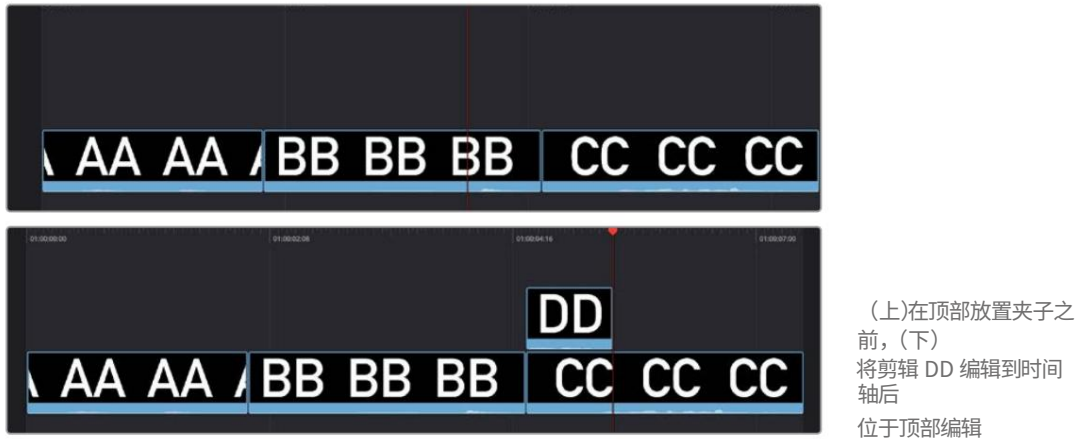 AA AA
BB BB BB
CC CC CC
01:00:00:00
01:00:02:08
01:00:04:16
01:00:07:00
DD
AA AA
BB BB BB
CC CC CC
（上)在顶部放置夹子之
前，（下）
将剪辑 DD 编辑到时间
轴后
位于顶部编辑